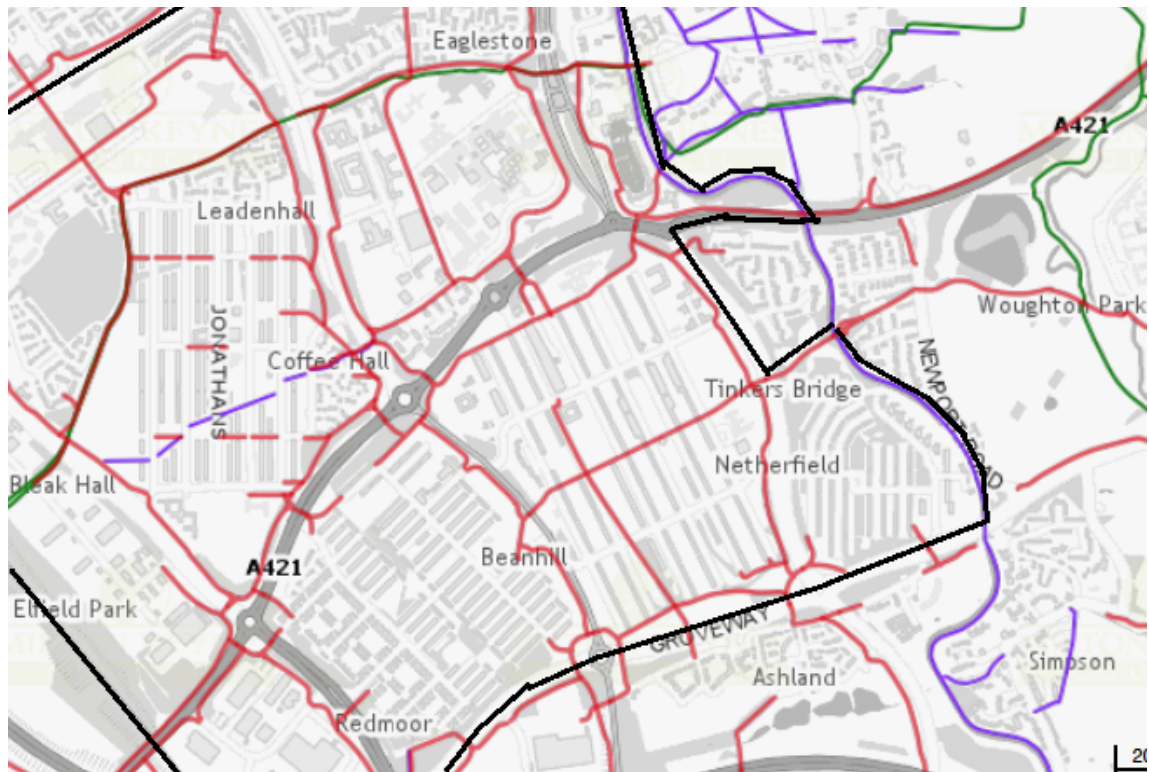 Eaglestone
A421
Leadenhall
Woughton Park
JONATHANS
Coffee Hall
NEWPORT ROAD
Tinkers Bridge
Netherfield
Bleak Hall
Beanhill
A421
Elfield Park
GROVEWAY
Simpson
Ashland
Redmoor
20